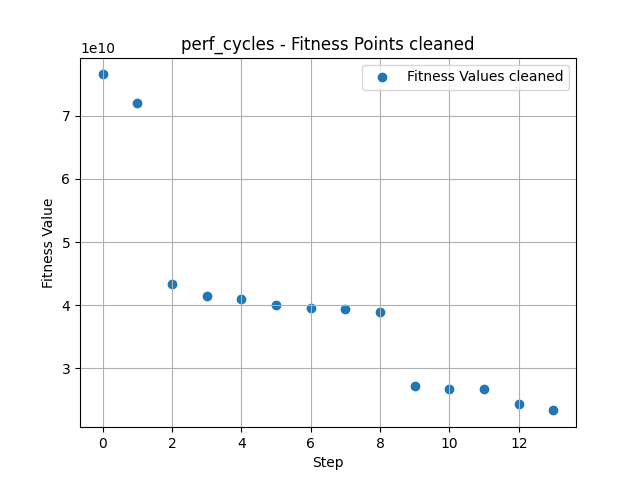 perf_cycles - Fitness Points cleaned
1e10
Fitness Values cleaned
7
6
5
4
3
Fitness Value
0 2 4 6 8 10 12
Step